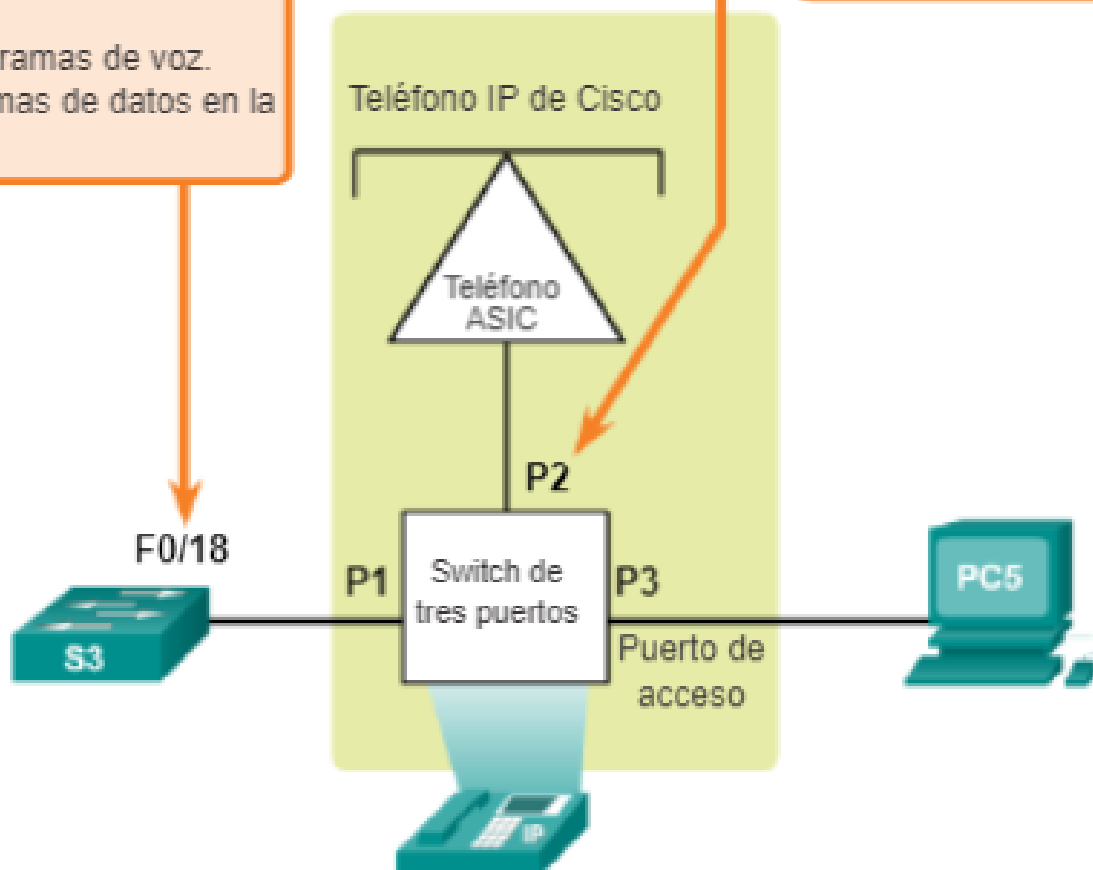 ramas de voz.
mas de datos en la
Teléfono IP de Cisco
Teléfono
ASIC
P2
F0/18
P1
Switch de
tres puertos
P3
PC5
S3
Puerto de
acceso
IP